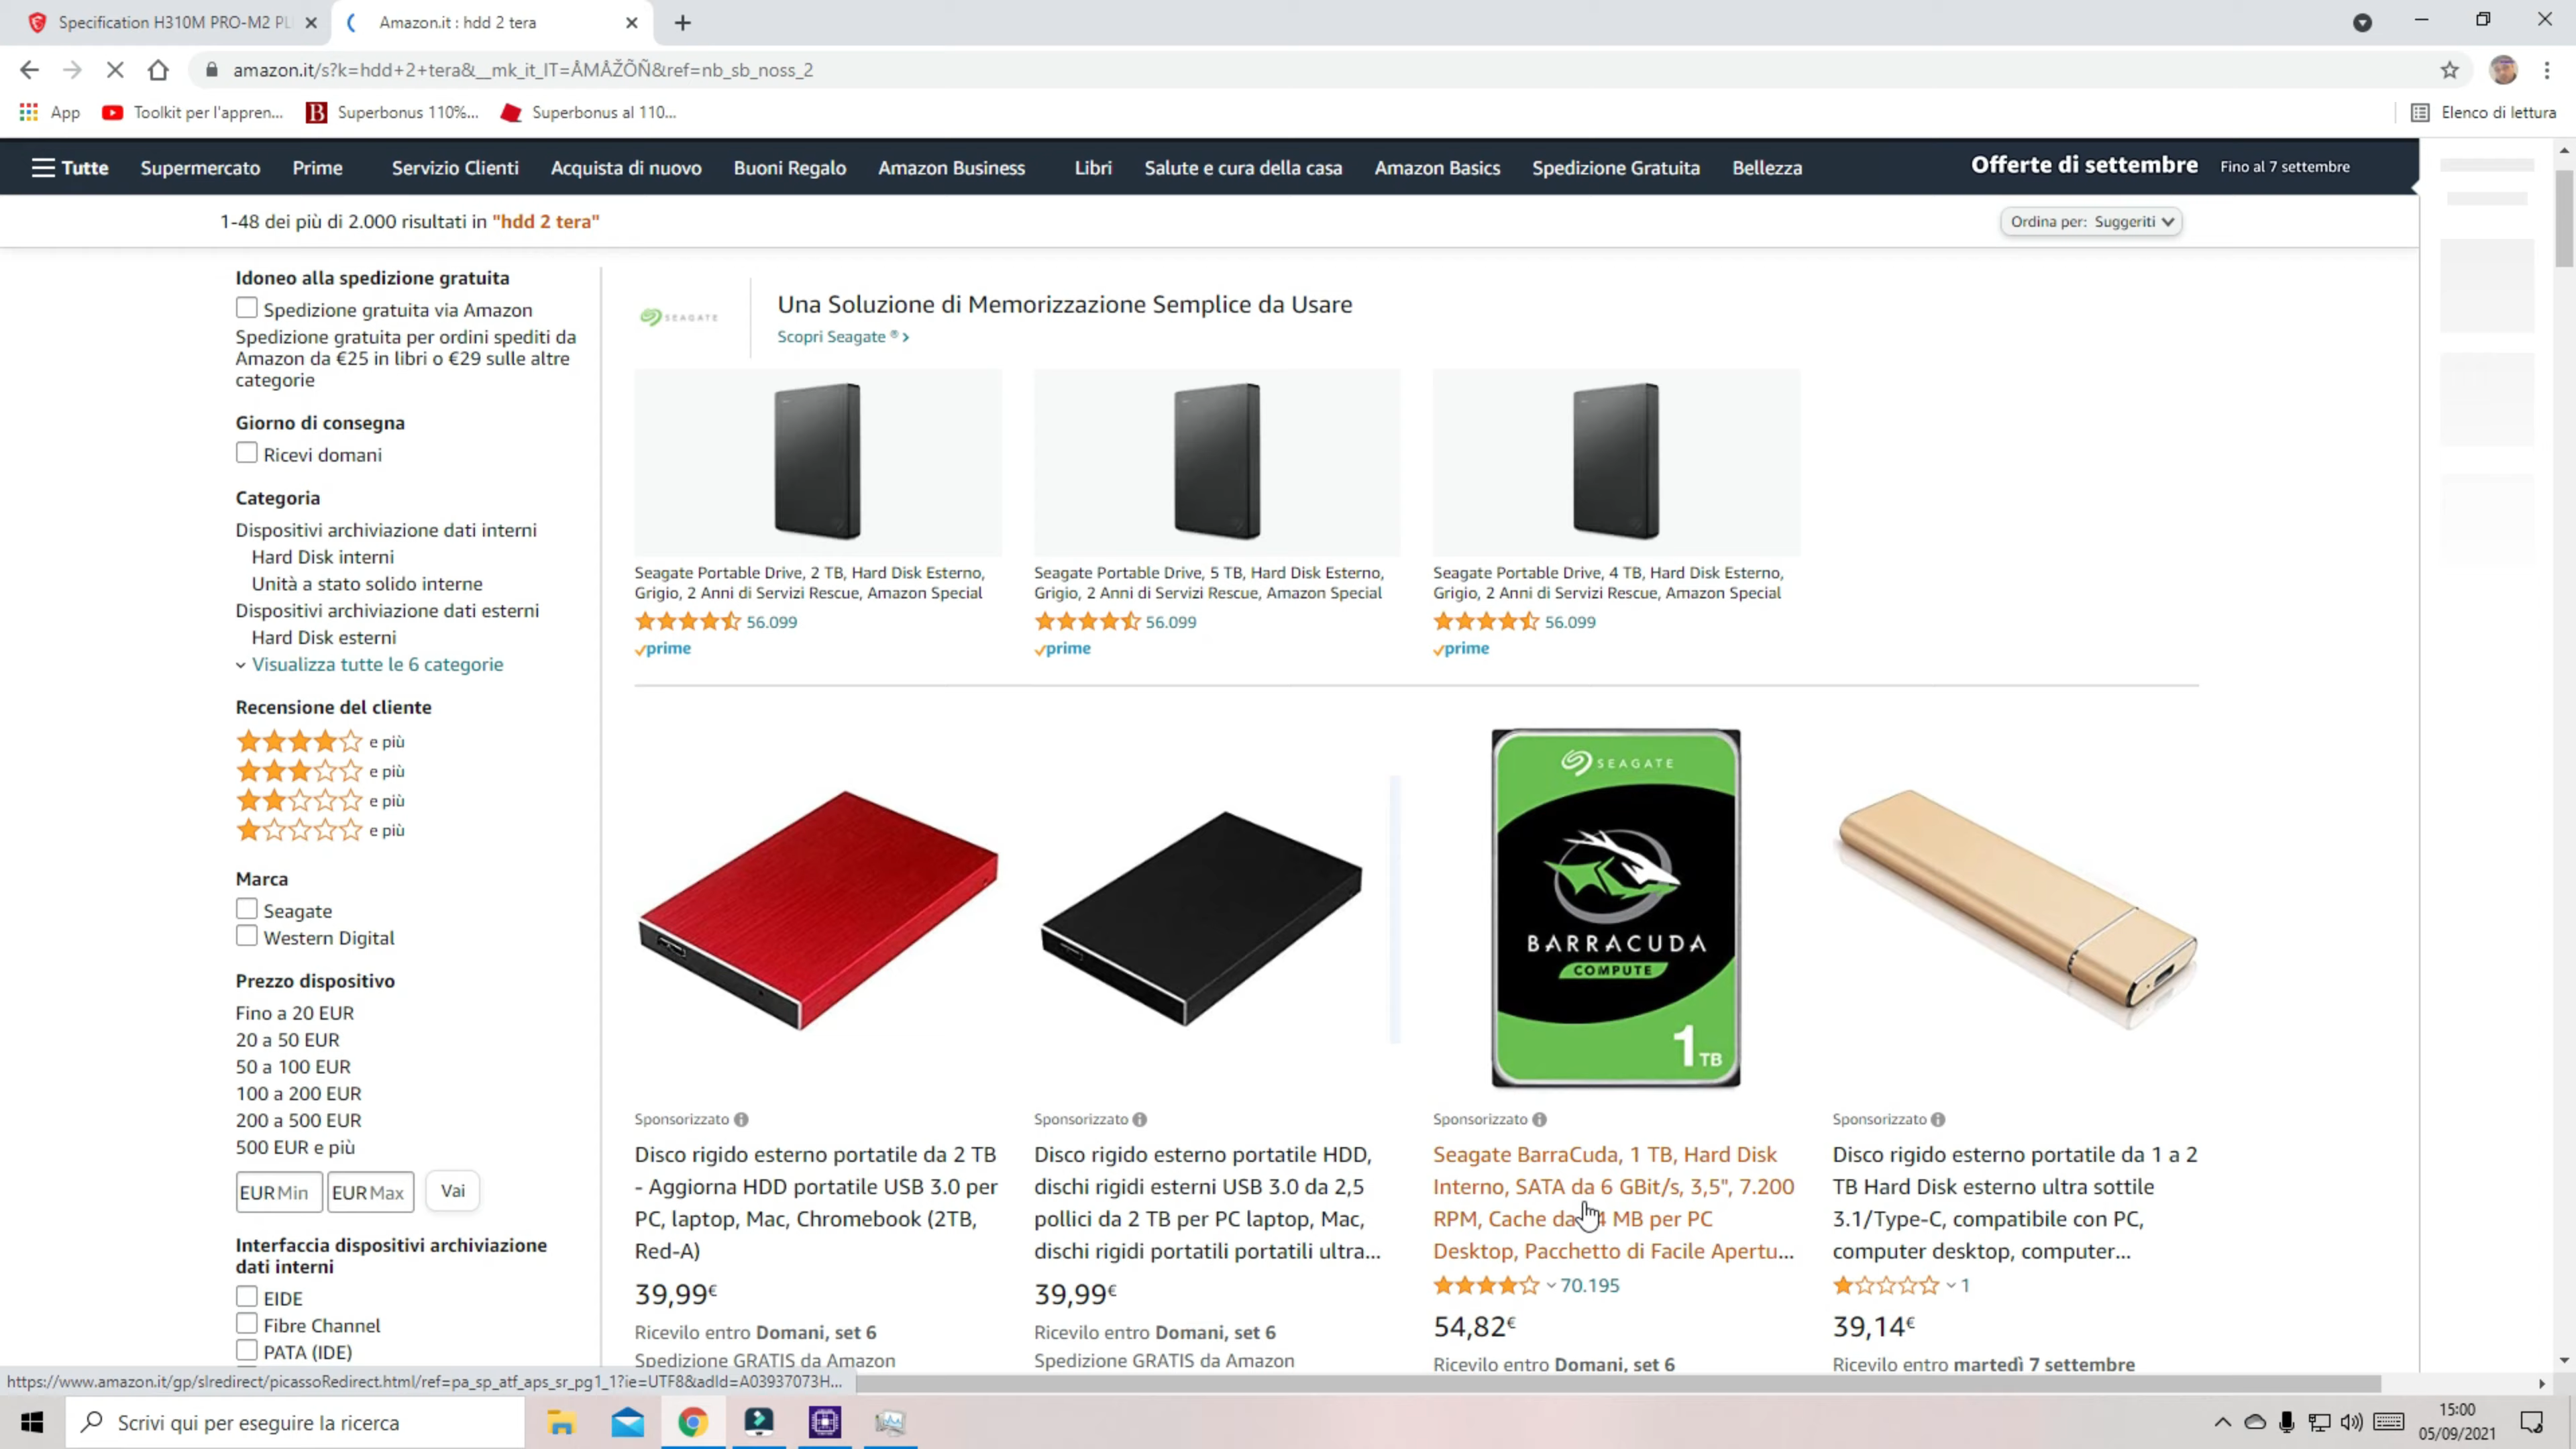 Specification H310M PRO-M2 PL
Amazon.it : hdd 2 tera
amazon.it/s?k=hdd+2+tera&__mk_it_IT=ÅMÅŽÕÑ&ref=nb_sb_noss_2
App
Toolkit per l'appren...
Superbonus 110%...
Superbonus al 110...
Elenco di lettura
Tutte
Supermercato
Prime
Servizio Clienti
Acquista di nuovo
Buoni Regalo
Amazon Business
Libri
Salute e cura della casa
Amazon Basics
Spedizione Gratuita
Bellezza
Offerte di settembre
Fino al 7 settembre
1-48 dei più di 2.000 risultati in "hdd 2 tera"
Ordina per: Suggeriti
Idoneo alla spedizione gratuita
Spedizione gratuita via Amazon
Spedizione gratuita per ordini spediti da
Amazon da €25 in libri o €29 sulle altre
categorie
Giorno di consegna
Ricevi domani
Categoria
Dispositivi archiviazione dati interni
Hard Disk interni
Unità a stato solido interne
Dispositivi archiviazione dati esterni
Hard Disk esterni
Visualizza tutte le 6 categorie
Recensione del cliente
e più
e più
e più
e più
Marca
Seagate
Western Digital
Prezzo dispositivo
Fino a 20 EUR
20 a 50 EUR
50 a 100 EUR
100 a 200 EUR
200 a 500 EUR
500 EUR e più
EUR Min
EUR Max
Vai
Interfaccia dispositivi archiviazione
dati interni
EIDE
Fibre Channel
PATA (IDE)
SEAGATE
Una Soluzione di Memorizzazione Semplice da Usare
Scopri Seagate ® ›
Seagate Portable Drive, 2 TB, Hard Disk Esterno,
Grigio, 2 Anni di Servizi Rescue, Amazon Special
56.099
prime
Seagate Portable Drive, 5 TB, Hard Disk Esterno,
Grigio, 2 Anni di Servizi Rescue, Amazon Special
56.099
prime
Seagate Portable Drive, 4 TB, Hard Disk Esterno,
Grigio, 2 Anni di Servizi Rescue, Amazon Special
56.099
prime
Sponsorizzato
Disco rigido esterno portatile da 2 TB
- Aggiorna HDD portatile USB 3.0 per
PC, laptop, Mac, Chromebook (2TB,
Red-A)
39,99€
Ricevilo entro Domani, set 6
Spedizione GRATIS da Amazon
Sponsorizzato
Disco rigido esterno portatile HDD,
dischi rigidi esterni USB 3.0 da 2,5
pollici da 2 TB per PC laptop, Mac,
dischi rigidi portatili portatili ultra...
39,99€
Ricevilo entro Domani, set 6
Spedizione GRATIS da Amazon
SEAGATE
BARRACUDA
COMPUTE
1 TB
Sponsorizzato
Seagate BarraCuda, 1 TB, Hard Disk
Interno, SATA da 6 GBit/s, 3,5", 7.200
RPM, Cache da 4 MB per PC
Desktop, Pacchetto di Facile Apertu...
70.195
54,82€
Ricevilo entro Domani, set 6
Sponsorizzato
Disco rigido esterno portatile da 1 a 2
TB Hard Disk esterno ultra sottile
3.1/Type-C, compatibile con PC,
computer desktop, computer...
1
39,14€
Ricevilo entro martedì 7 settembre
https://www.amazon.it/gp/slredirect/picassoRedirect.html/ref=pa_sp_atf_aps_sr_pg1_1?ie=UTF8&adId=A03937073H...
Scrivi qui per eseguire la ricerca
15:00
05/09/2021